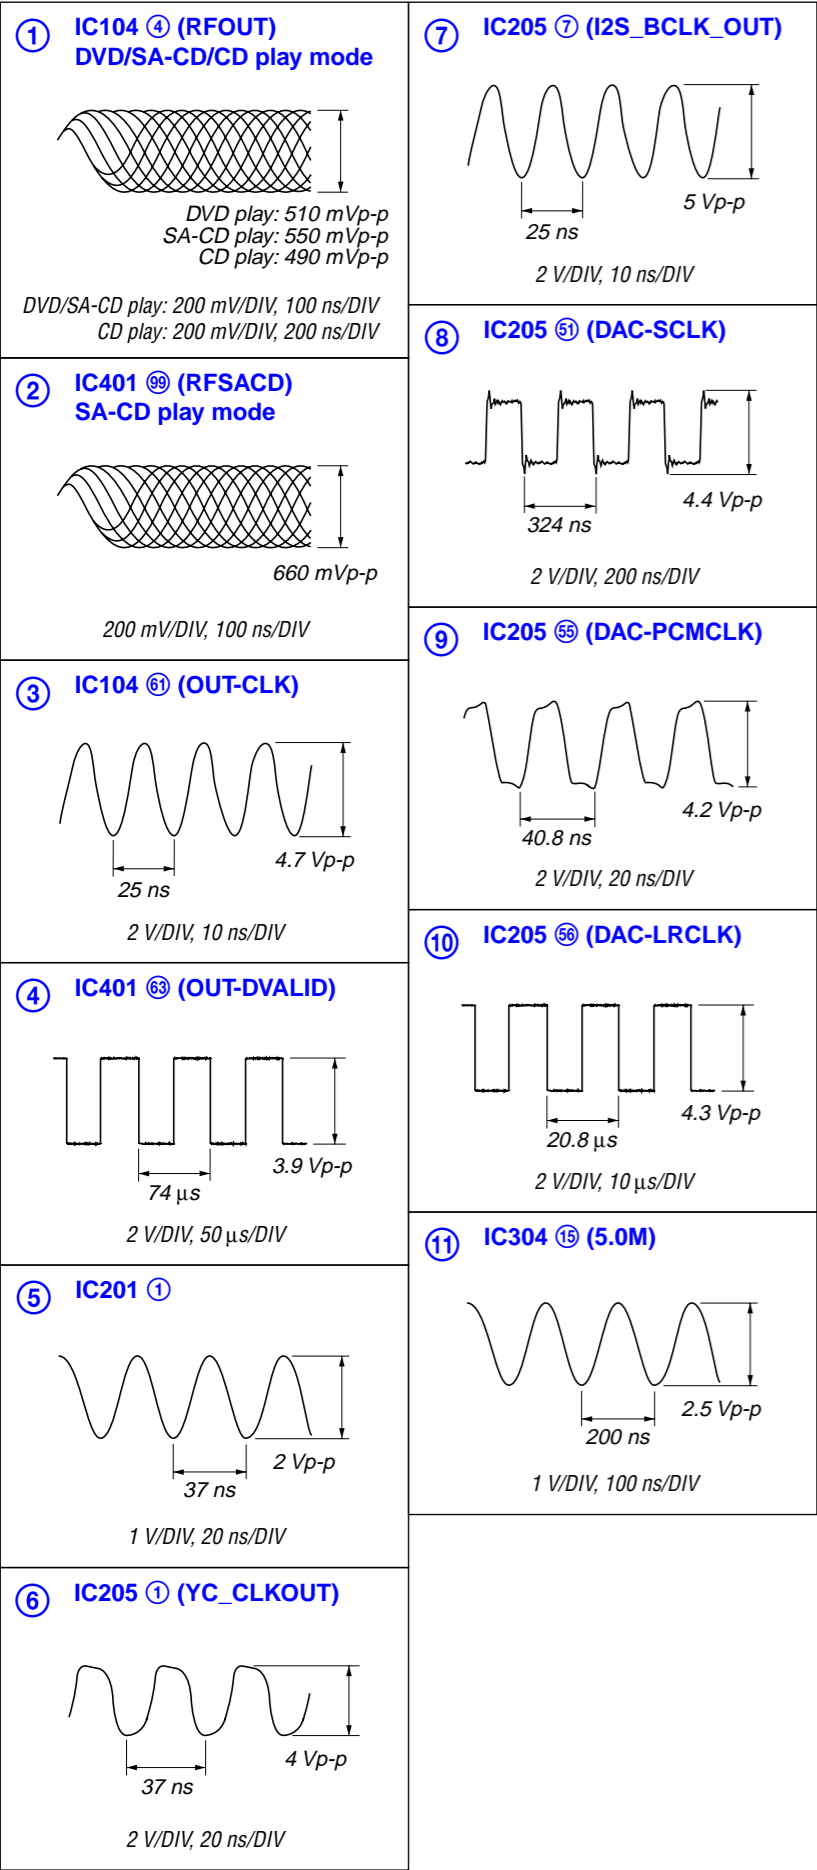 ① IC104 ④ (RFOUT)
DVD/SA-CD/CD play mode
DVD play: 510 mVp-p
SA-CD play: 550 mVp-p
CD play: 490 mVp-p
DVD/SA-CD play: 200 mV/DIV, 100 ns/DIV
CD play: 200 mV/DIV, 200 ns/DIV
② IC401 99 (RFSACD)
SA-CD play mode
660 mVp-p
200 mV/DIV, 100 ns/DIV
③ IC104 61 (OUT-CLK)
4.7 Vp-p
25 ns
2 V/DIV, 10 ns/DIV
④ IC401 63 (OUT-DVALID)
3.9 Vp-p
74 µs
2 V/DIV, 50 µs/DIV
⑤ IC201 ①
2 Vp-p
37 ns
1 V/DIV, 20 ns/DIV
⑥ IC205 ① (YC_CLKOUT)
4 Vp-p
37 ns
2 V/DIV, 20 ns/DIV
⑦ IC205 ⑦ (I2S_BCLK_OUT)
5 Vp-p
25 ns
2 V/DIV, 10 ns/DIV
⑧ IC205 51 (DAC-SCLK)
4.4 Vp-p
324 ns
2 V/DIV, 200 ns/DIV
⑨ IC205 55 (DAC-PCMCLK)
4.2 Vp-p
40.8 ns
2 V/DIV, 20 ns/DIV
⑩ IC205 56 (DAC-LRCLK)
4.3 Vp-p
20.8 µs
2 V/DIV, 10 µs/DIV
⑪ IC304 ⑮ (5.0M)
2.5 Vp-p
200 ns
1 V/DIV, 100 ns/DIV